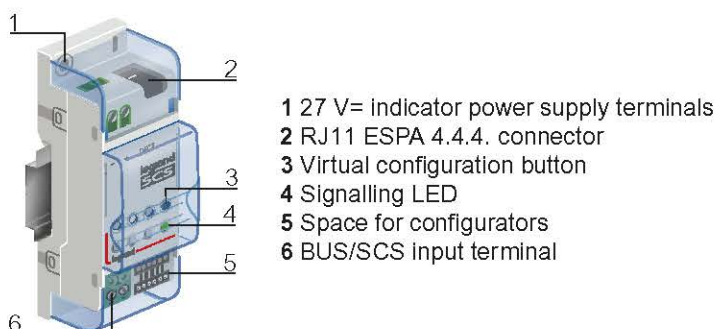 1
2
3
4
5
6
legrand
SCS
1 27 V= indicator power supply terminals
2 RJ11 ESPA 4.4.4. connector
3 Virtual configuration button
4 Signalling LED
5 Space for configurators
6 BUS/SCS input terminal